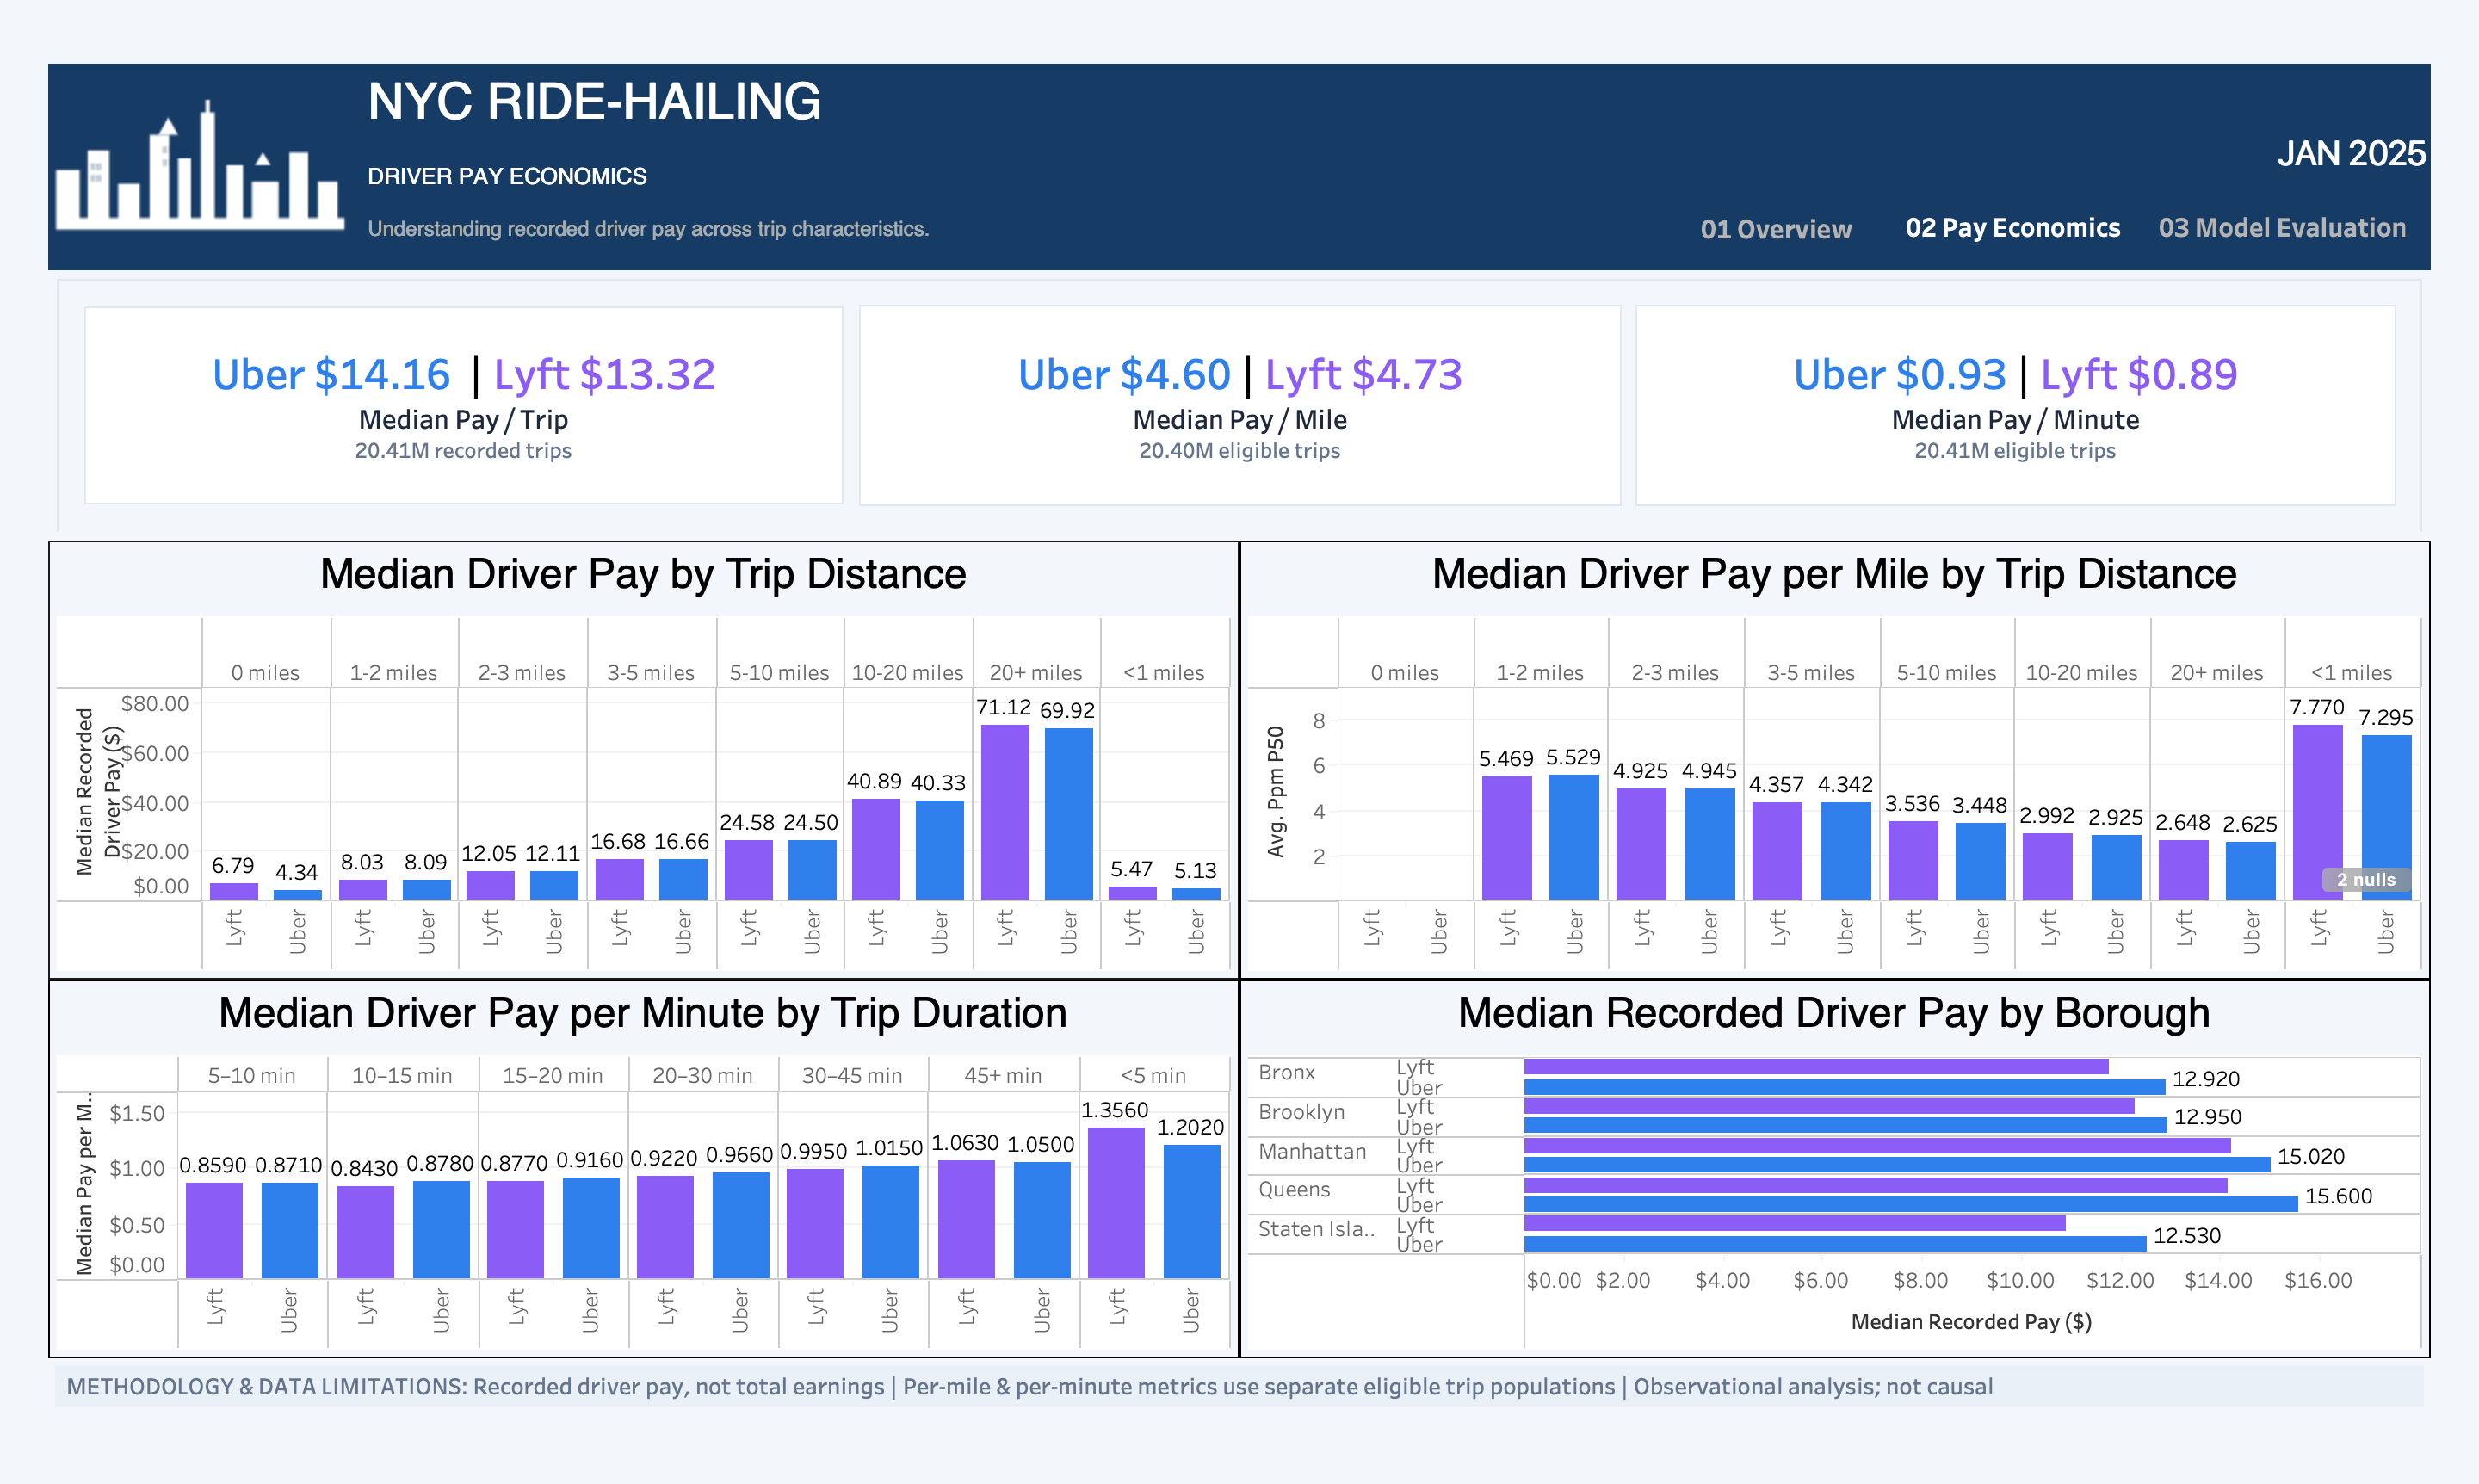 NYC RIDE-HAILING
DRIVER PAY ECONOMICS
Understanding recorded driver pay across trip characteristics.
JAN 2025
01 Overview 02 Pay Economics 03 Model Evaluation
Uber $14.16 | Lyft $13.32
Median Pay / Trip
20.41M recorded trips
Uber $4.60 | Lyft $4.73
Median Pay / Mile
20.40M eligible trips
Uber $0.93 | Lyft $0.89
Median Pay / Minute
20.41M eligible trips
Median Driver Pay by Trip Distance
0 miles 1-2 miles 2-3 miles 3-5 miles 5-10 miles 10-20 miles 20+ miles <1 miles
Median Recorded
Driver Pay ($)
$80.00
$60.00
$40.00
$20.00
$0.00
6.79 4.34 8.03 8.09 12.05 12.11 16.68 16.66 24.58 24.50 40.89 40.33 71.12 69.92 5.47 5.13
Lyft Uber Lyft Uber Lyft Uber Lyft Uber Lyft Uber Lyft Uber Lyft Uber Lyft Uber
Median Driver Pay per Mile by Trip Distance
0 miles 1-2 miles 2-3 miles 3-5 miles 5-10 miles 10-20 miles 20+ miles <1 miles
Avg. Ppm P50
8
6
4
2
5.469 5.529 4.925 4.945 4.357 4.342 3.536 3.448 2.992 2.925 2.648 2.625 7.770 7.295
2 nulls
Lyft Uber Lyft Uber Lyft Uber Lyft Uber Lyft Uber Lyft Uber Lyft Uber Lyft Uber
Median Driver Pay per Minute by Trip Duration
5–10 min 10–15 min 15–20 min 20–30 min 30–45 min 45+ min <5 min
Median Pay per M..
$1.50
$1.00
$0.50
$0.00
0.8590 0.8710 0.8430 0.8780 0.8770 0.9160 0.9220 0.9660 0.9950 1.0150 1.0630 1.0500 1.3560 1.2020
Lyft Uber Lyft Uber Lyft Uber Lyft Uber Lyft Uber Lyft Uber Lyft Uber
Median Recorded Driver Pay by Borough
Bronx Lyft
Uber 12.920
Brooklyn Lyft
Uber 12.950
Manhattan Lyft
Uber 15.020
Queens Lyft
Uber 15.600
Staten Isla.. Lyft
Uber 12.530
$0.00 $2.00 $4.00 $6.00 $8.00 $10.00 $12.00 $14.00 $16.00
Median Recorded Pay ($)
METHODOLOGY & DATA LIMITATIONS: Recorded driver pay, not total earnings | Per-mile & per-minute metrics use separate eligible trip populations | Observational analysis; not causal